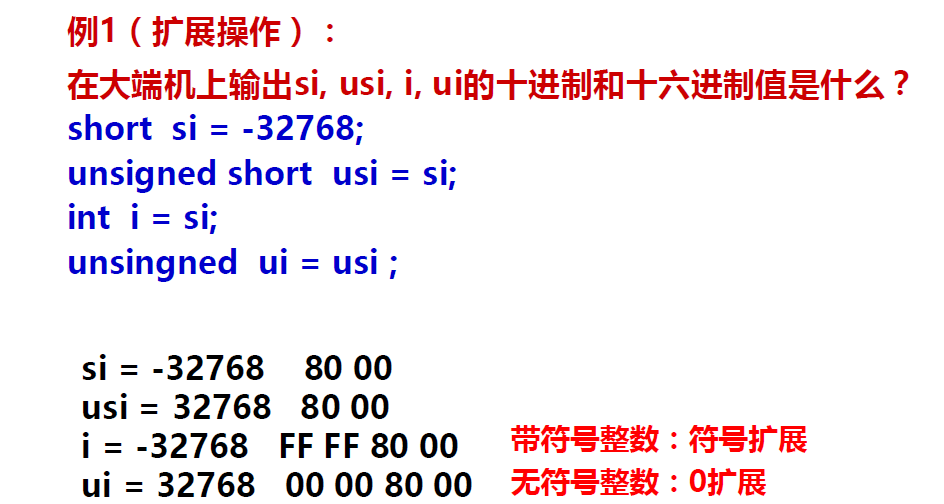 例1（扩展操作）：
在大端机上输出si, usi, i, ui的十进制和十六进制值是什么？
short si = -32768;
unsigned short usi = si;
int i = si;
unsingned ui = usi ;
si = -32768 80 00
usi = 32768 80 00
i = -32768 FF FF 80 00
带符号整数：符号扩展
ui = 32768 00 00 80 00
无符号整数：0扩展